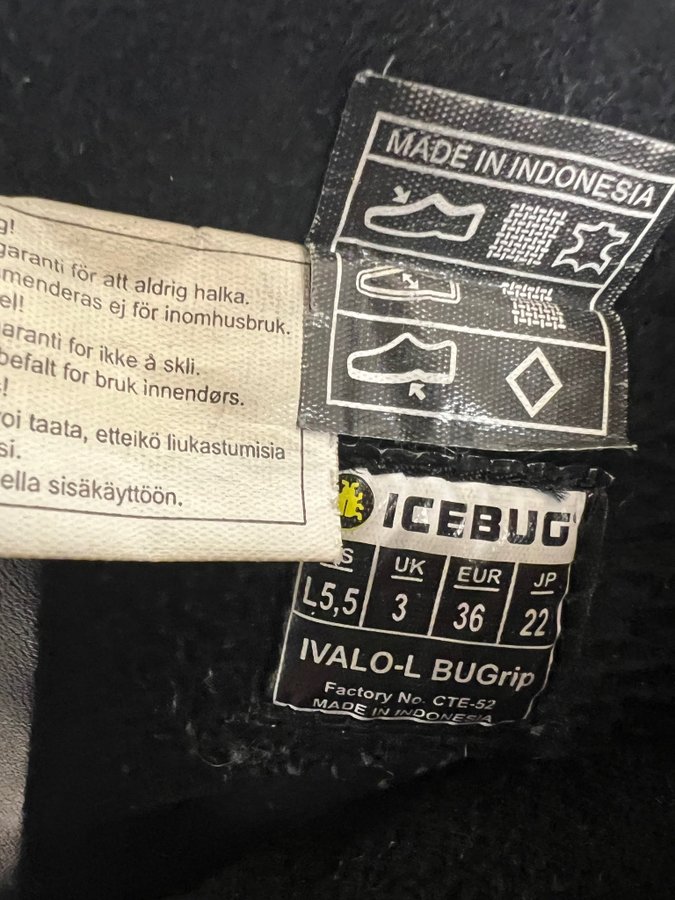 MADE IN INDONESIA
g!
garanti för att aldrig halka.
menderas ej för inomhusbruk.
el!
garanti for ikke å skli.
befalt for bruk innendørs.
!
voi taata, etteikö liukastumisia
si.
ella sisäkäyttöön.
ICEBUG
S UK EUR JP
L5,5 3 36 22
IVALO-L BUGrip
Factory No. CTE-52
MADE IN INDONESIA